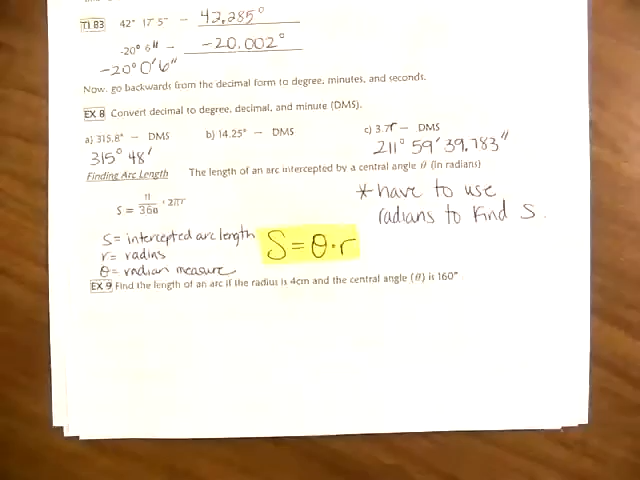 TI 83 42° 17' 5" – 42.285°
-20° 6" – -20.002°
-20° 0' 6"
Now, go backwards from the decimal form to degree, minutes, and seconds.
EX 8 Convert decimal to degree, decimal, and minute (DMS).
a) 315.8° – DMS b) 14.25° – DMS c) 3.7r – DMS
315° 48' 211° 59' 39.783"
Finding Arc Length The length of an arc intercepted by a central angle θ (in radians)
S = n/360 · 2πr
* have to use
radians to find S.
S= intercepted arc length
r= radius
θ= radian measure
S = θ·r
EX 9 Find the length of an arc if the radius is 4cm and the central angle (θ) is 160°